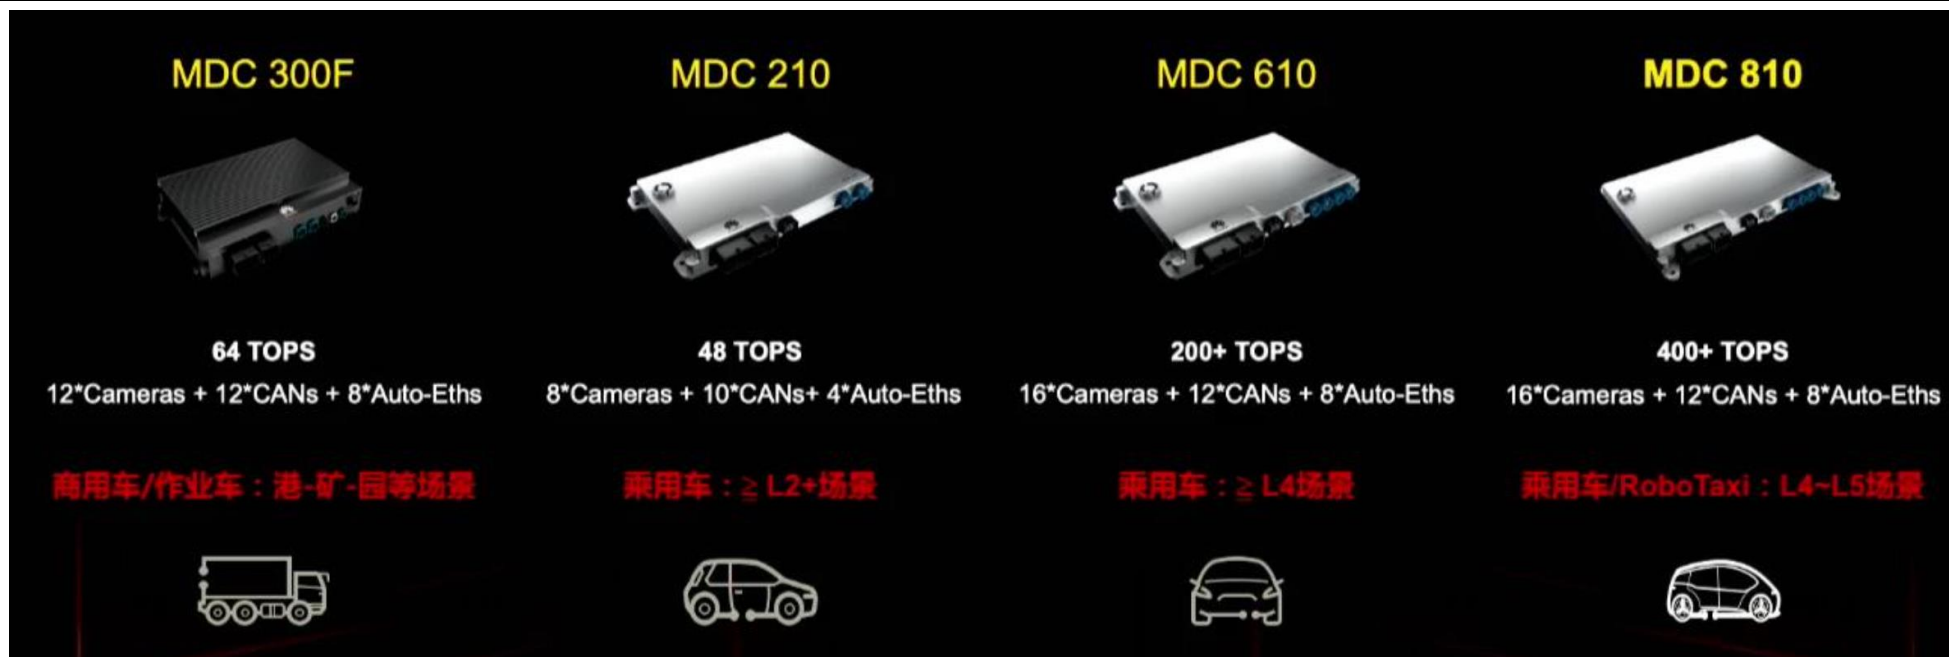 MDC 300F
MDC 210
MDC 610
MDC 810
64 TOPS
48 TOPS
200+ TOPS
400+ TOPS
12*Cameras + 12*CANs + 8*Auto-Eths
8*Cameras + 10*CANs+ 4*Auto-Eths
16*Cameras + 12*CANs + 8*Auto-Eths
16*Cameras + 12*CANs + 8*Auto-Eths
商用车/作业车：港-矿-园等场景
乘用车：≧ L2+场景
乘用车：≧ L4场景
乘用车/RoboTaxi：L4~L5场景